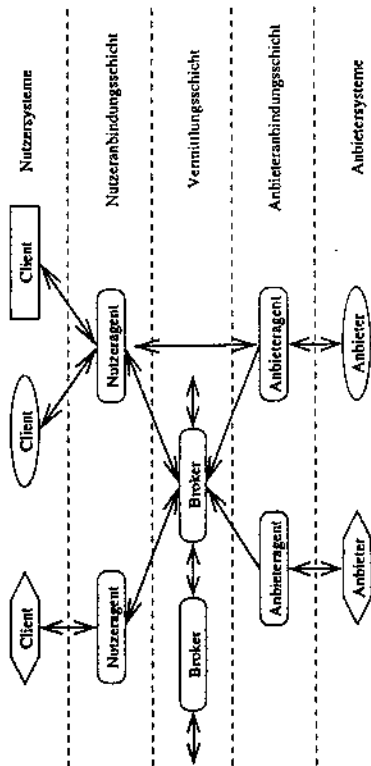 Client
Client
Client
Nutzersysteme
Nutzeragent
Nutzeragent
Nutzeranbindungsschicht
Broker
Broker
Vermittlungsschicht
Anbieteragent
Anbieteragent
Anbieteranbindungsschicht
Anbieter
Anbieter
Anbietersysteme